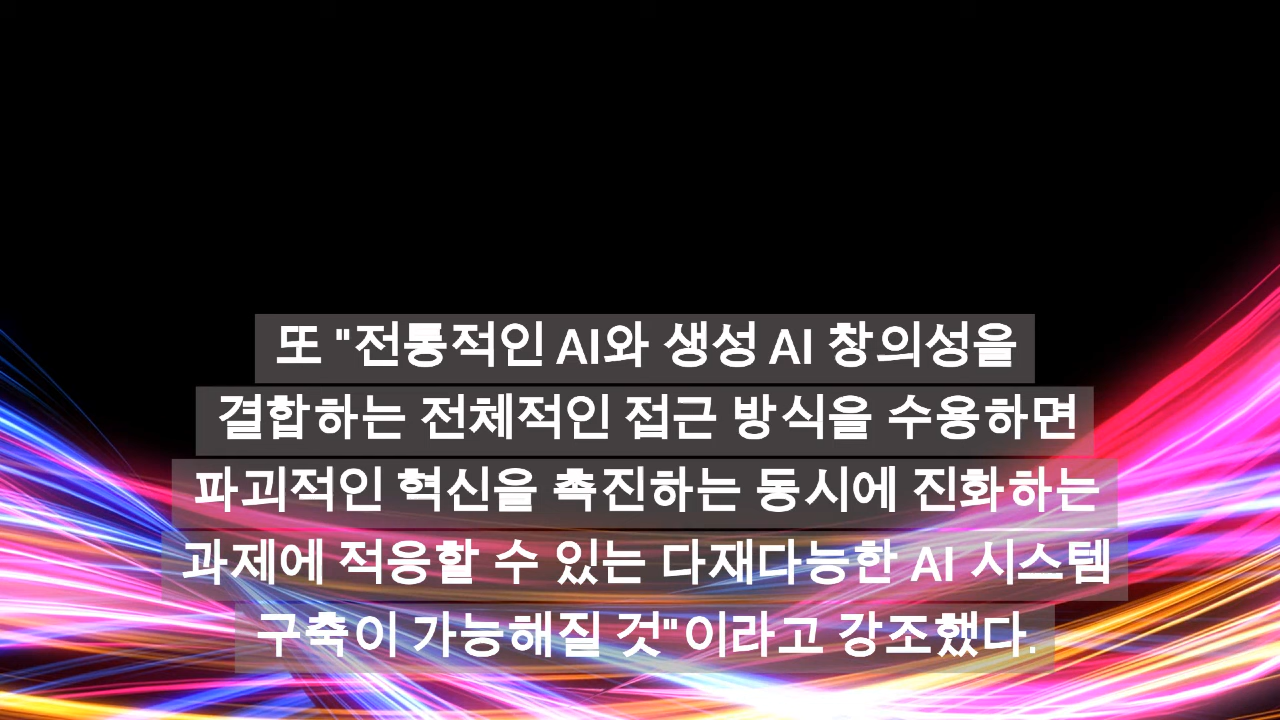 또 "전통적인 AI와 생성 AI 창의성을
결합하는 전체적인 접근 방식을 수용하면
파괴적인 혁신을 촉진하는 동시에 진화하는
과제에 적응할 수 있는 다재다능한 AI 시스템
구축이 가능해질 것"이라고 강조했다.